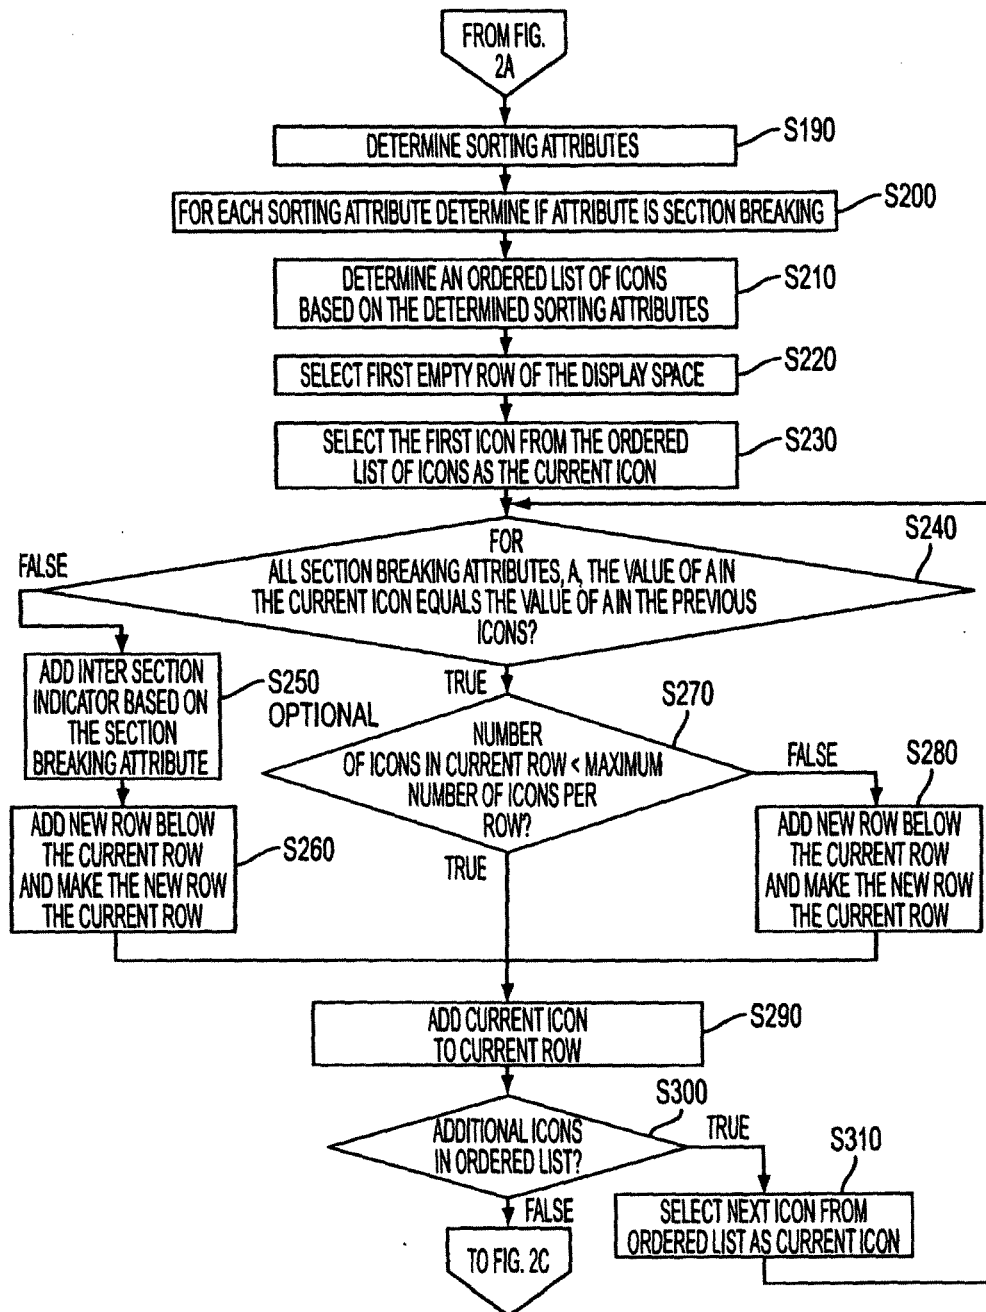 FROM FIG.
2A
DETERMINE SORTING ATTRIBUTES
S190
FOR EACH SORTING ATTRIBUTE DETERMINE IF ATTRIBUTE IS SECTION BREAKING
S200
DETERMINE AN ORDERED LIST OF ICONS
BASED ON THE DETERMINED SORTING ATTRIBUTES
S210
SELECT FIRST EMPTY ROW OF THE DISPLAY SPACE
S220
SELECT THE FIRST ICON FROM THE ORDERED
LIST OF ICONS AS THE CURRENT ICON
S230
FOR
ALL SECTION BREAKING ATTRIBUTES, A, THE VALUE OF A IN
THE CURRENT ICON EQUALS THE VALUE OF A IN THE PREVIOUS
ICONS?
S240
FALSE
TRUE
ADD INTER SECTION
INDICATOR BASED ON
THE SECTION
BREAKING ATTRIBUTE
S250
OPTIONAL
NUMBER
OF ICONS IN CURRENT ROW < MAXIMUM
NUMBER OF ICONS PER
ROW?
S270
FALSE
TRUE
ADD NEW ROW BELOW
THE CURRENT ROW
AND MAKE THE NEW ROW
THE CURRENT ROW
S260
ADD NEW ROW BELOW
THE CURRENT ROW
AND MAKE THE NEW ROW
THE CURRENT ROW
S280
ADD CURRENT ICON
TO CURRENT ROW
S290
ADDITIONAL ICONS
IN ORDERED LIST?
S300
TRUE
FALSE
SELECT NEXT ICON FROM
ORDERED LIST AS CURRENT ICON
S310
TO FIG. 2C